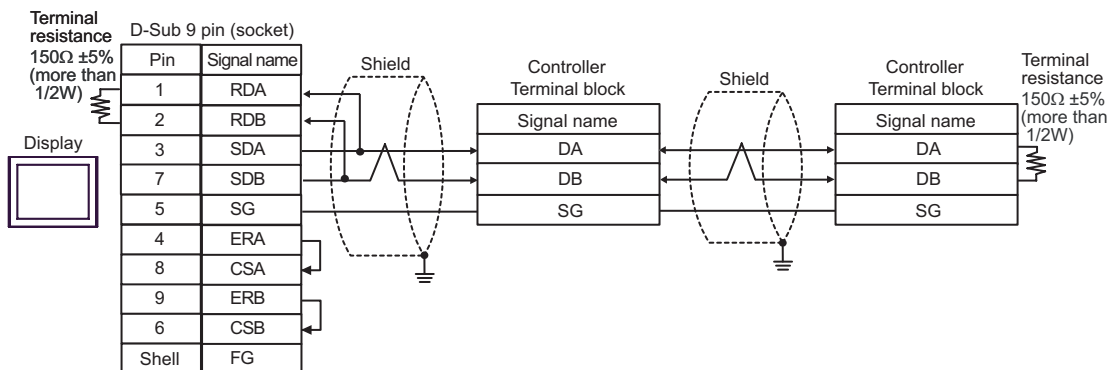 Terminal
resistance
150Ω ±5%
(more than
1/2W)
Display
D-Sub 9 pin (socket)
Pin Signal name
1 RDA
2 RDB
3 SDA
7 SDB
5 SG
4 ERA
8 CSA
9 ERB
6 CSB
Shell FG
Shield
Controller
Terminal block
Signal name
DA
DB
SG
Shield
Controller
Terminal block
Signal name
DA
DB
SG
Terminal
resistance
150Ω ±5%
(more than
1/2W)